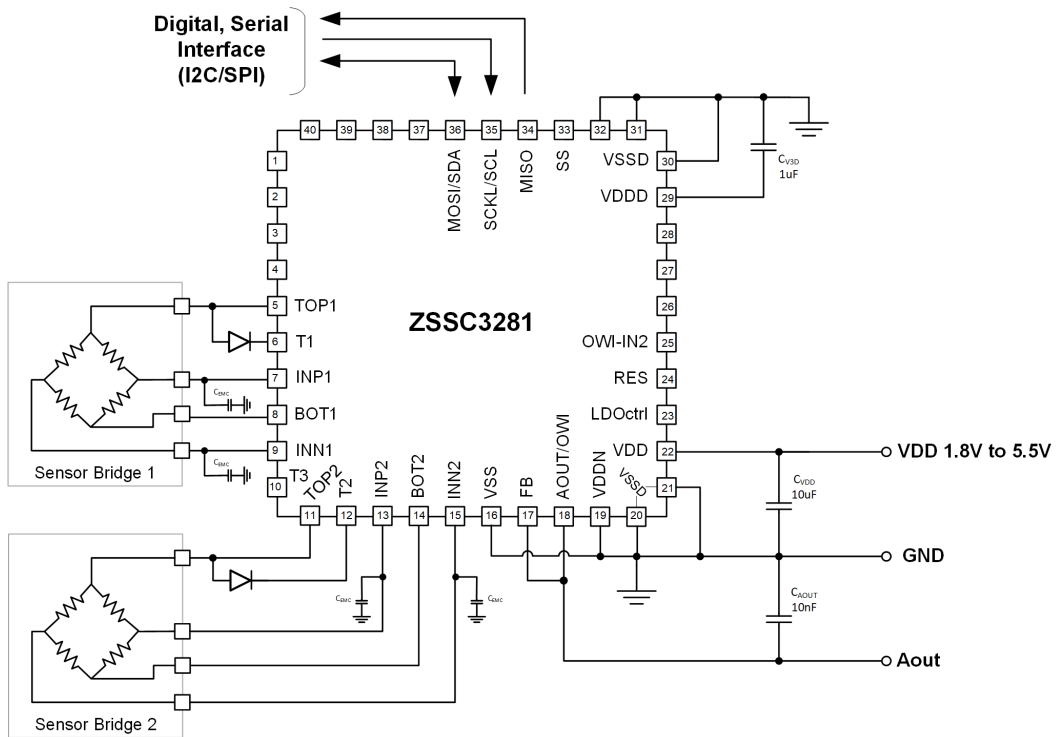 Digital, Serial
Interface
(I2C/SPI)
40 39 38 37 36 35 34 33 32 31
MOSI/SDA
SCKL/SCL
MISO
SS
1
2
3
4
5 TOP1
6 T1
7 INP1
8 BOT1
9 INN1
10 T3
CEMC
CEMC
Sensor Bridge 1
ZSSC3281
VSSD 30
VDDD 29
28
27
26
OWI-IN2 25
RES 24
LDOctrl 23
VDD 22
VSSD 21
CV3D
1uF
VDD 1.8V to 5.5V
CVDD
10uF
GND
CAOUT
10nF
Aout
TOP2
T2
INP2
BOT2
INN2
VSS
FB
AOUT/OWI
VDDN
11 12 13 14 15 16 17 18 19 20
CEMC
CEMC
Sensor Bridge 2